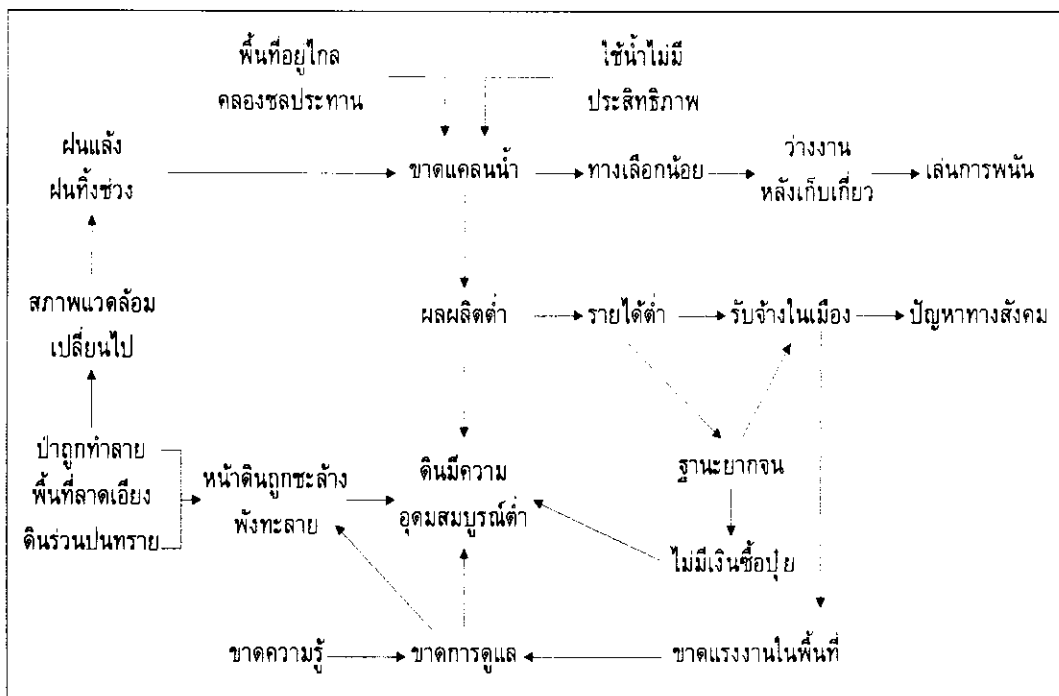 พื้นที่อยู่ไกล
คลองชลประทาน
ใช้น้ำไม่มี
ประสิทธิภาพ
ฝนแล้ง
ฝนทิ้งช่วง
ขาดแคลนน้ำ
ทางเลือกน้อย
ว่างงาน
หลังเก็บเกี่ยว
เล่นการพนัน
สภาพแวดล้อม
เปลี่ยนไป
ผลผลิตต่ำ
รายได้ต่ำ
รับจ้างในเมือง
ปัญหาทางสังคม
ป่าถูกทำลาย
พื้นที่ลาดเอียง
ดินร่วนปนทราย
หน้าดินถูกชะล้าง
พังทะลาย
ดินมีความ
อุดมสมบูรณ์ต่ำ
ฐานะยากจน
ไม่มีเงินซื้อปุ๋ย
ขาดความรู้
ขาดการดูแล
ขาดแรงงานในพื้นที่